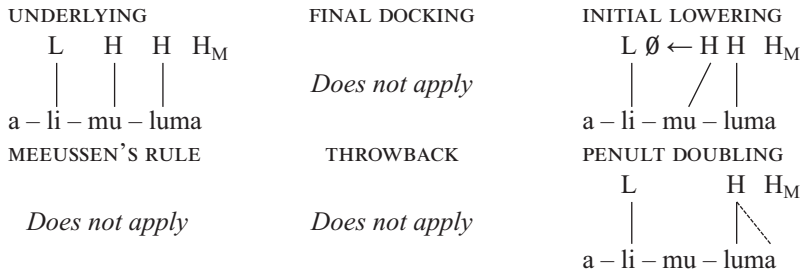 UNDERLYING FINAL DOCKING INITIAL LOWERING
L H H H_M L Ø ← H H H_M
Does not apply
a – li – mu – luma a – li – mu – luma
MEEUSSEN'S RULE THROWBACK PENULT DOUBLING
L H H_M
Does not apply Does not apply
a – li – mu – luma